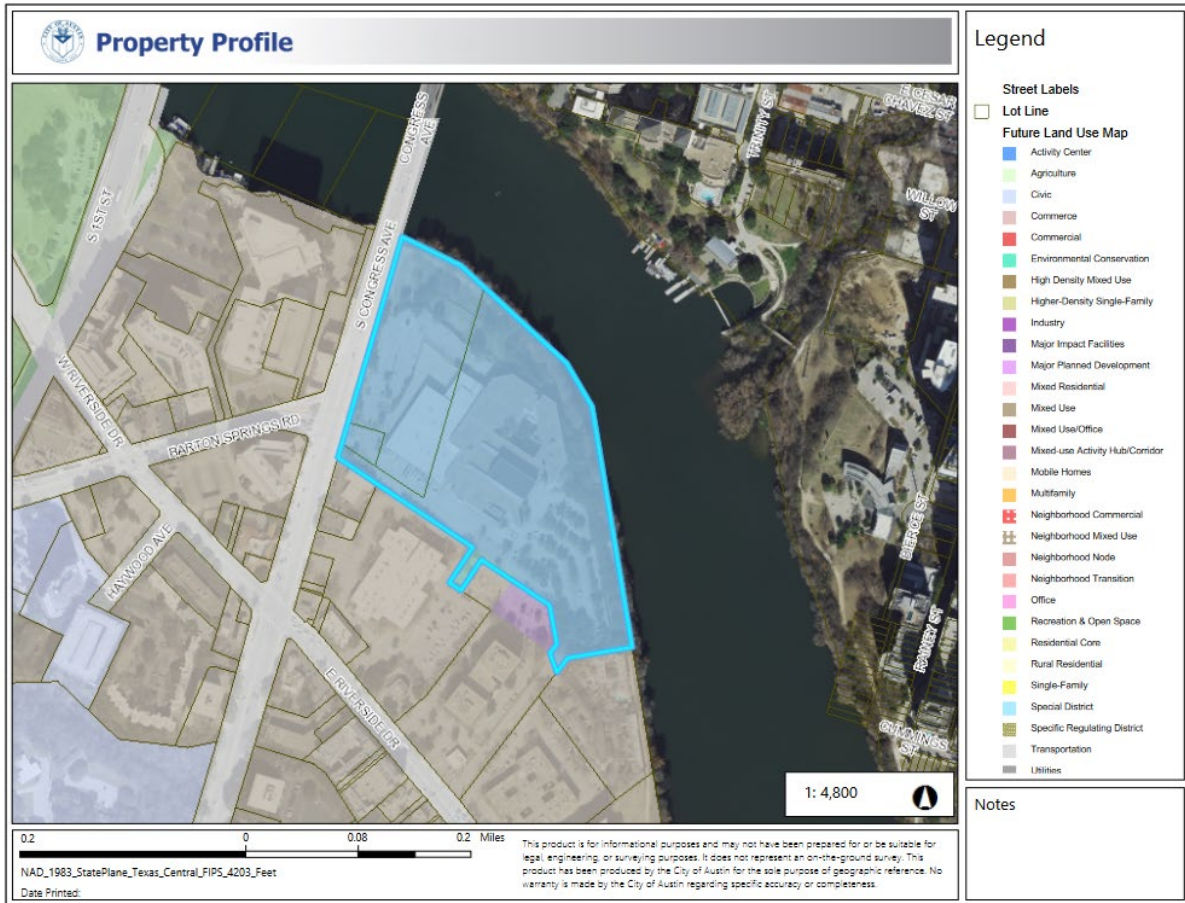 Property Profile
CONGRESS
AVE
S CONGRESS AVE
S 1ST ST
W RIVERSIDE DR
BARTON SPRINGS RD
HAYWOOD AVE
E RIVERSIDE DR
TRINITY ST
E CESAR
CHAVEZ ST
WILLOW
ST
BIERCE ST
RAINEY ST
CUMMINGS
ST
1: 4,800
Legend
Street Labels
Lot Line
Future Land Use Map
Activity Center
Agriculture
Civic
Commerce
Commercial
Environmental Conservation
High Density Mixed Use
Higher-Density Single-Family
Industry
Major Impact Facilities
Major Planned Development
Mixed Residential
Mixed Use
Mixed Use/Office
Mixed-use Activity Hub/Corridor
Mobile Homes
Multifamily
Neighborhood Commercial
Neighborhood Mixed Use
Neighborhood Node
Neighborhood Transition
Office
Recreation & Open Space
Residential Core
Rural Residential
Single-Family
Special District
Specific Regulating District
Transportation
Utilities
Notes
0.2 0 0.08 0.2 Miles
NAD_1983_StatePlane_Texas_Central_FIPS_4203_Feet
Date Printed:
This product is for informational purposes and may not have been prepared for or be suitable for
legal, engineering, or surveying purposes. It does not represent an on-the-ground survey. This
product has been produced by the City of Austin for the sole purpose of geographic reference. No
warranty is made by the City of Austin regarding specific accuracy or completeness.